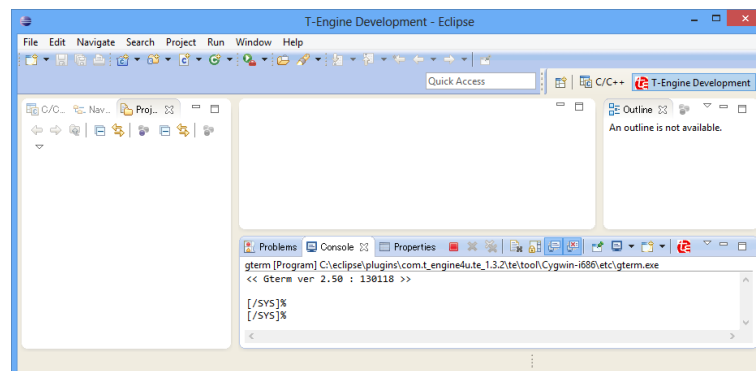 T-Engine Development - Eclipse
File Edit Navigate Search Project Run Window Help
Quick Access
C/C++ T-Engine Development
C/C... Nav... Proj...
Outline
An outline is not available.
Problems Console Properties
gterm [Program] C:\eclipse\plugins\com.t_engine4u.te_1.3.2\te\tool\Cygwin-i686\etc\gterm.exe
<< Gterm ver 2.50 : 130118 >>
[/SYS]%
[/SYS]%